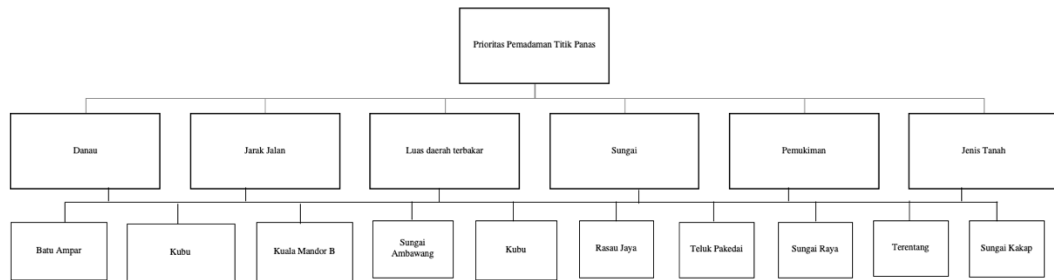 Prioritas Pemadaman Titik Panas
Danau
Jarak Jalan
Luas daerah terbakar
Sungai
Pemukiman
Jenis Tanah
Batu Ampar
Kubu
Kuala Mandor B
Sungai
Ambawang
Kubu
Rasau Jaya
Teluk Pakedai
Sungai Raya
Terentang
Sungai Kakap